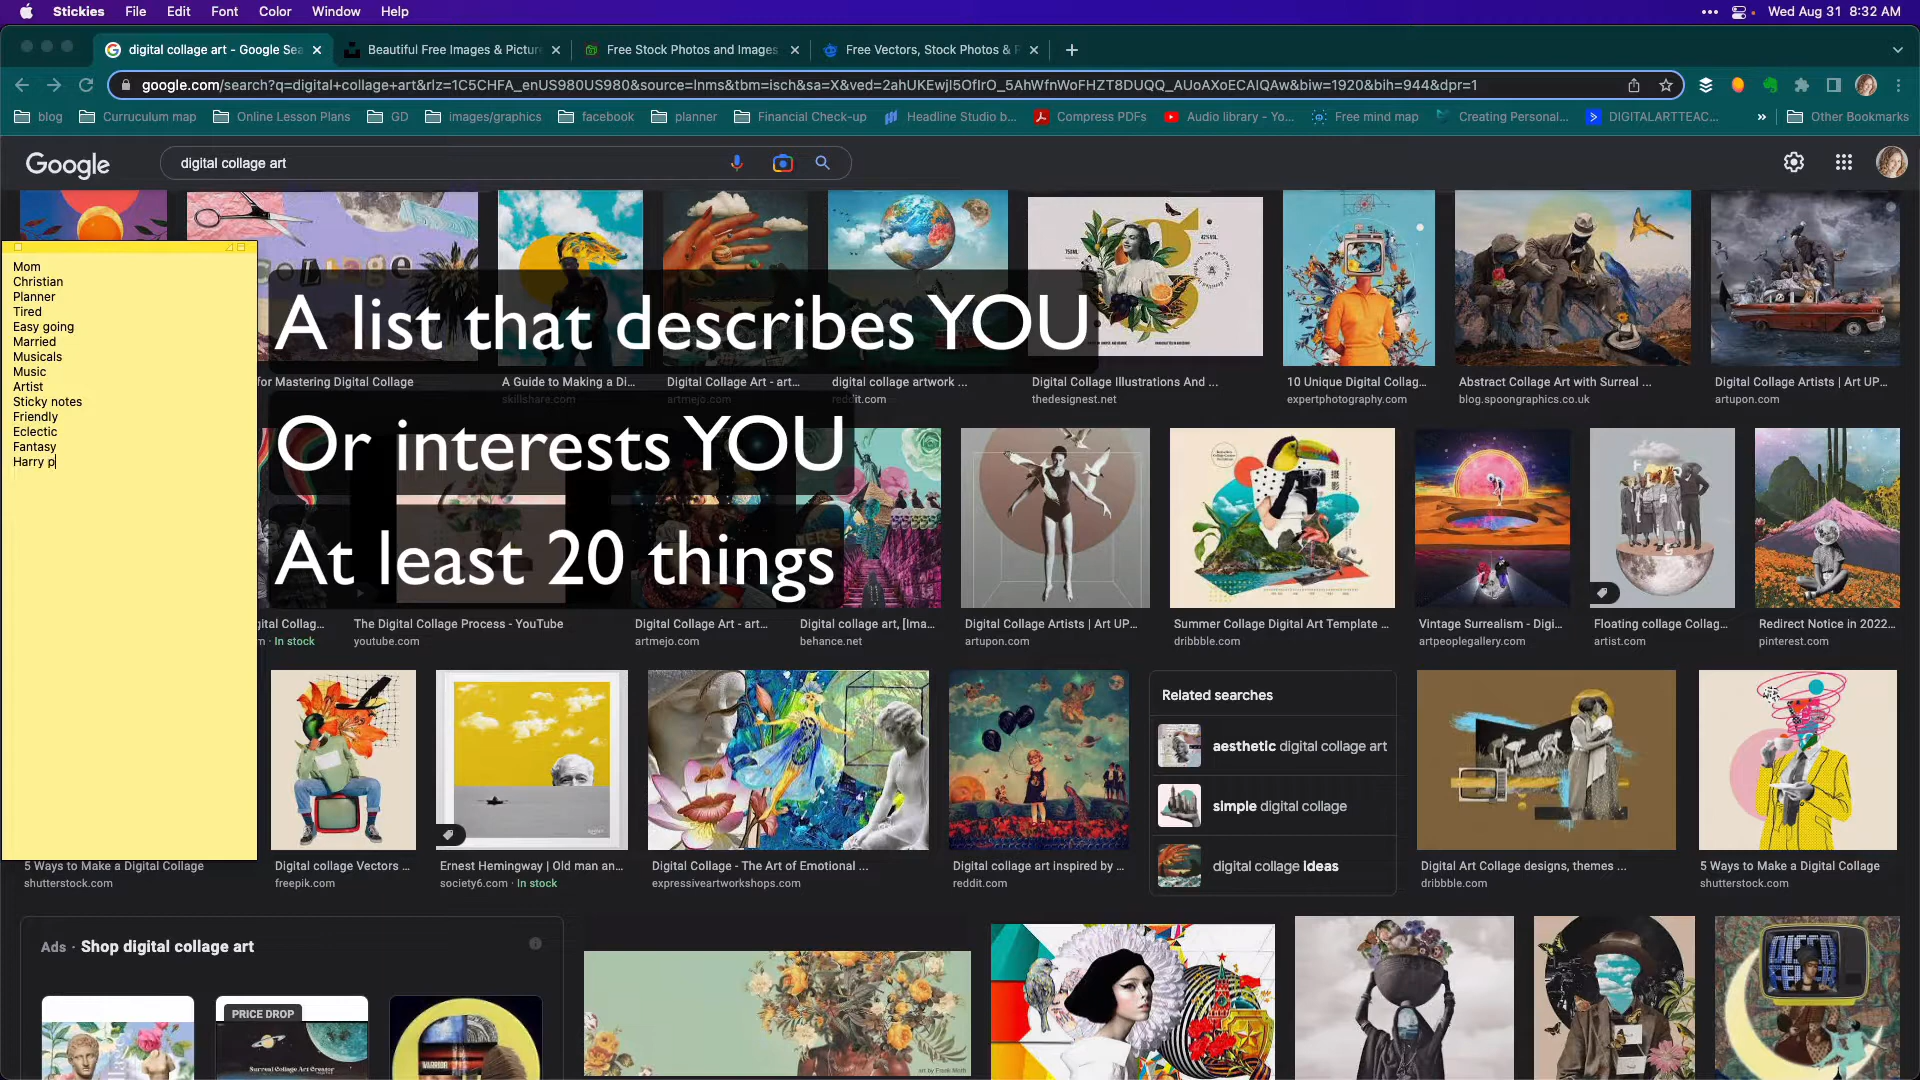 Stickies File Edit Font Color Window Help
Wed Aug 31 8:32 AM
digital collage art - Google Sea
Beautiful Free Images & Picture
Free Stock Photos and Images
Free Vectors, Stock Photos & P
google.com/search?q=digital+collage+art&rlz=1C5CHFA_enUS980US980&source=lnms&tbm=isch&sa=X&ved=2ahUKEwjI5OfIrO_5AhWfnWoFHZT8DUQQ_AUoAXoECAIQAw&biw=1920&bih=944&dpr=1
blog
Curruculum map
Online Lesson Plans
GD
images/graphics
facebook
planner
Financial Check-up
Headline Studio b...
Compress PDFs
Audio library - Yo...
Free mind map
Creating Personal...
DIGITALARTTEAC...
»
Other Bookmarks
Google
digital collage art
Mom
Christian
Planner
Tired
Easy going
Married
Musicals
Music
Artist
Sticky notes
Friendly
Eclectic
Fantasy
Harry p
A list that describes YOU
Or interests YOU
At least 20 things
for Mastering Digital Collage
A Guide to Making a Di...
skillshare.com
Digital Collage Art - art...
artmejo.com
digital collage artwork ...
reddit.com
Digital Collage Illustrations And ...
thedesignest.net
10 Unique Digital Collag...
expertphotography.com
Abstract Collage Art with Surreal ...
blog.spoongraphics.co.uk
Digital Collage Artists | Art UP...
artupon.com
gital Collag...
m · In stock
The Digital Collage Process - YouTube
youtube.com
Digital Collage Art - art...
artmejo.com
Digital collage art, [Ima...
behance.net
Digital Collage Artists | Art UP...
artupon.com
Summer Collage Digital Art Template ...
dribbble.com
Vintage Surrealism - Digi...
artpeoplegallery.com
Floating collage Collag...
artist.com
Redirect Notice in 2022...
pinterest.com
5 Ways to Make a Digital Collage
shutterstock.com
Digital collage Vectors ...
freepik.com
Ernest Hemingway | Old man an...
society6.com · In stock
Digital Collage - The Art of Emotional ...
expressiveartworkshops.com
Digital collage art inspired by ...
reddit.com
Related searches
aesthetic digital collage art
simple digital collage
digital collage ideas
Digital Art Collage designs, themes ...
dribbble.com
5 Ways to Make a Digital Collage
shutterstock.com
Ads · Shop digital collage art
PRICE DROP
Surreal Collage Art Creator
WARRIOR
art by Frank Moth